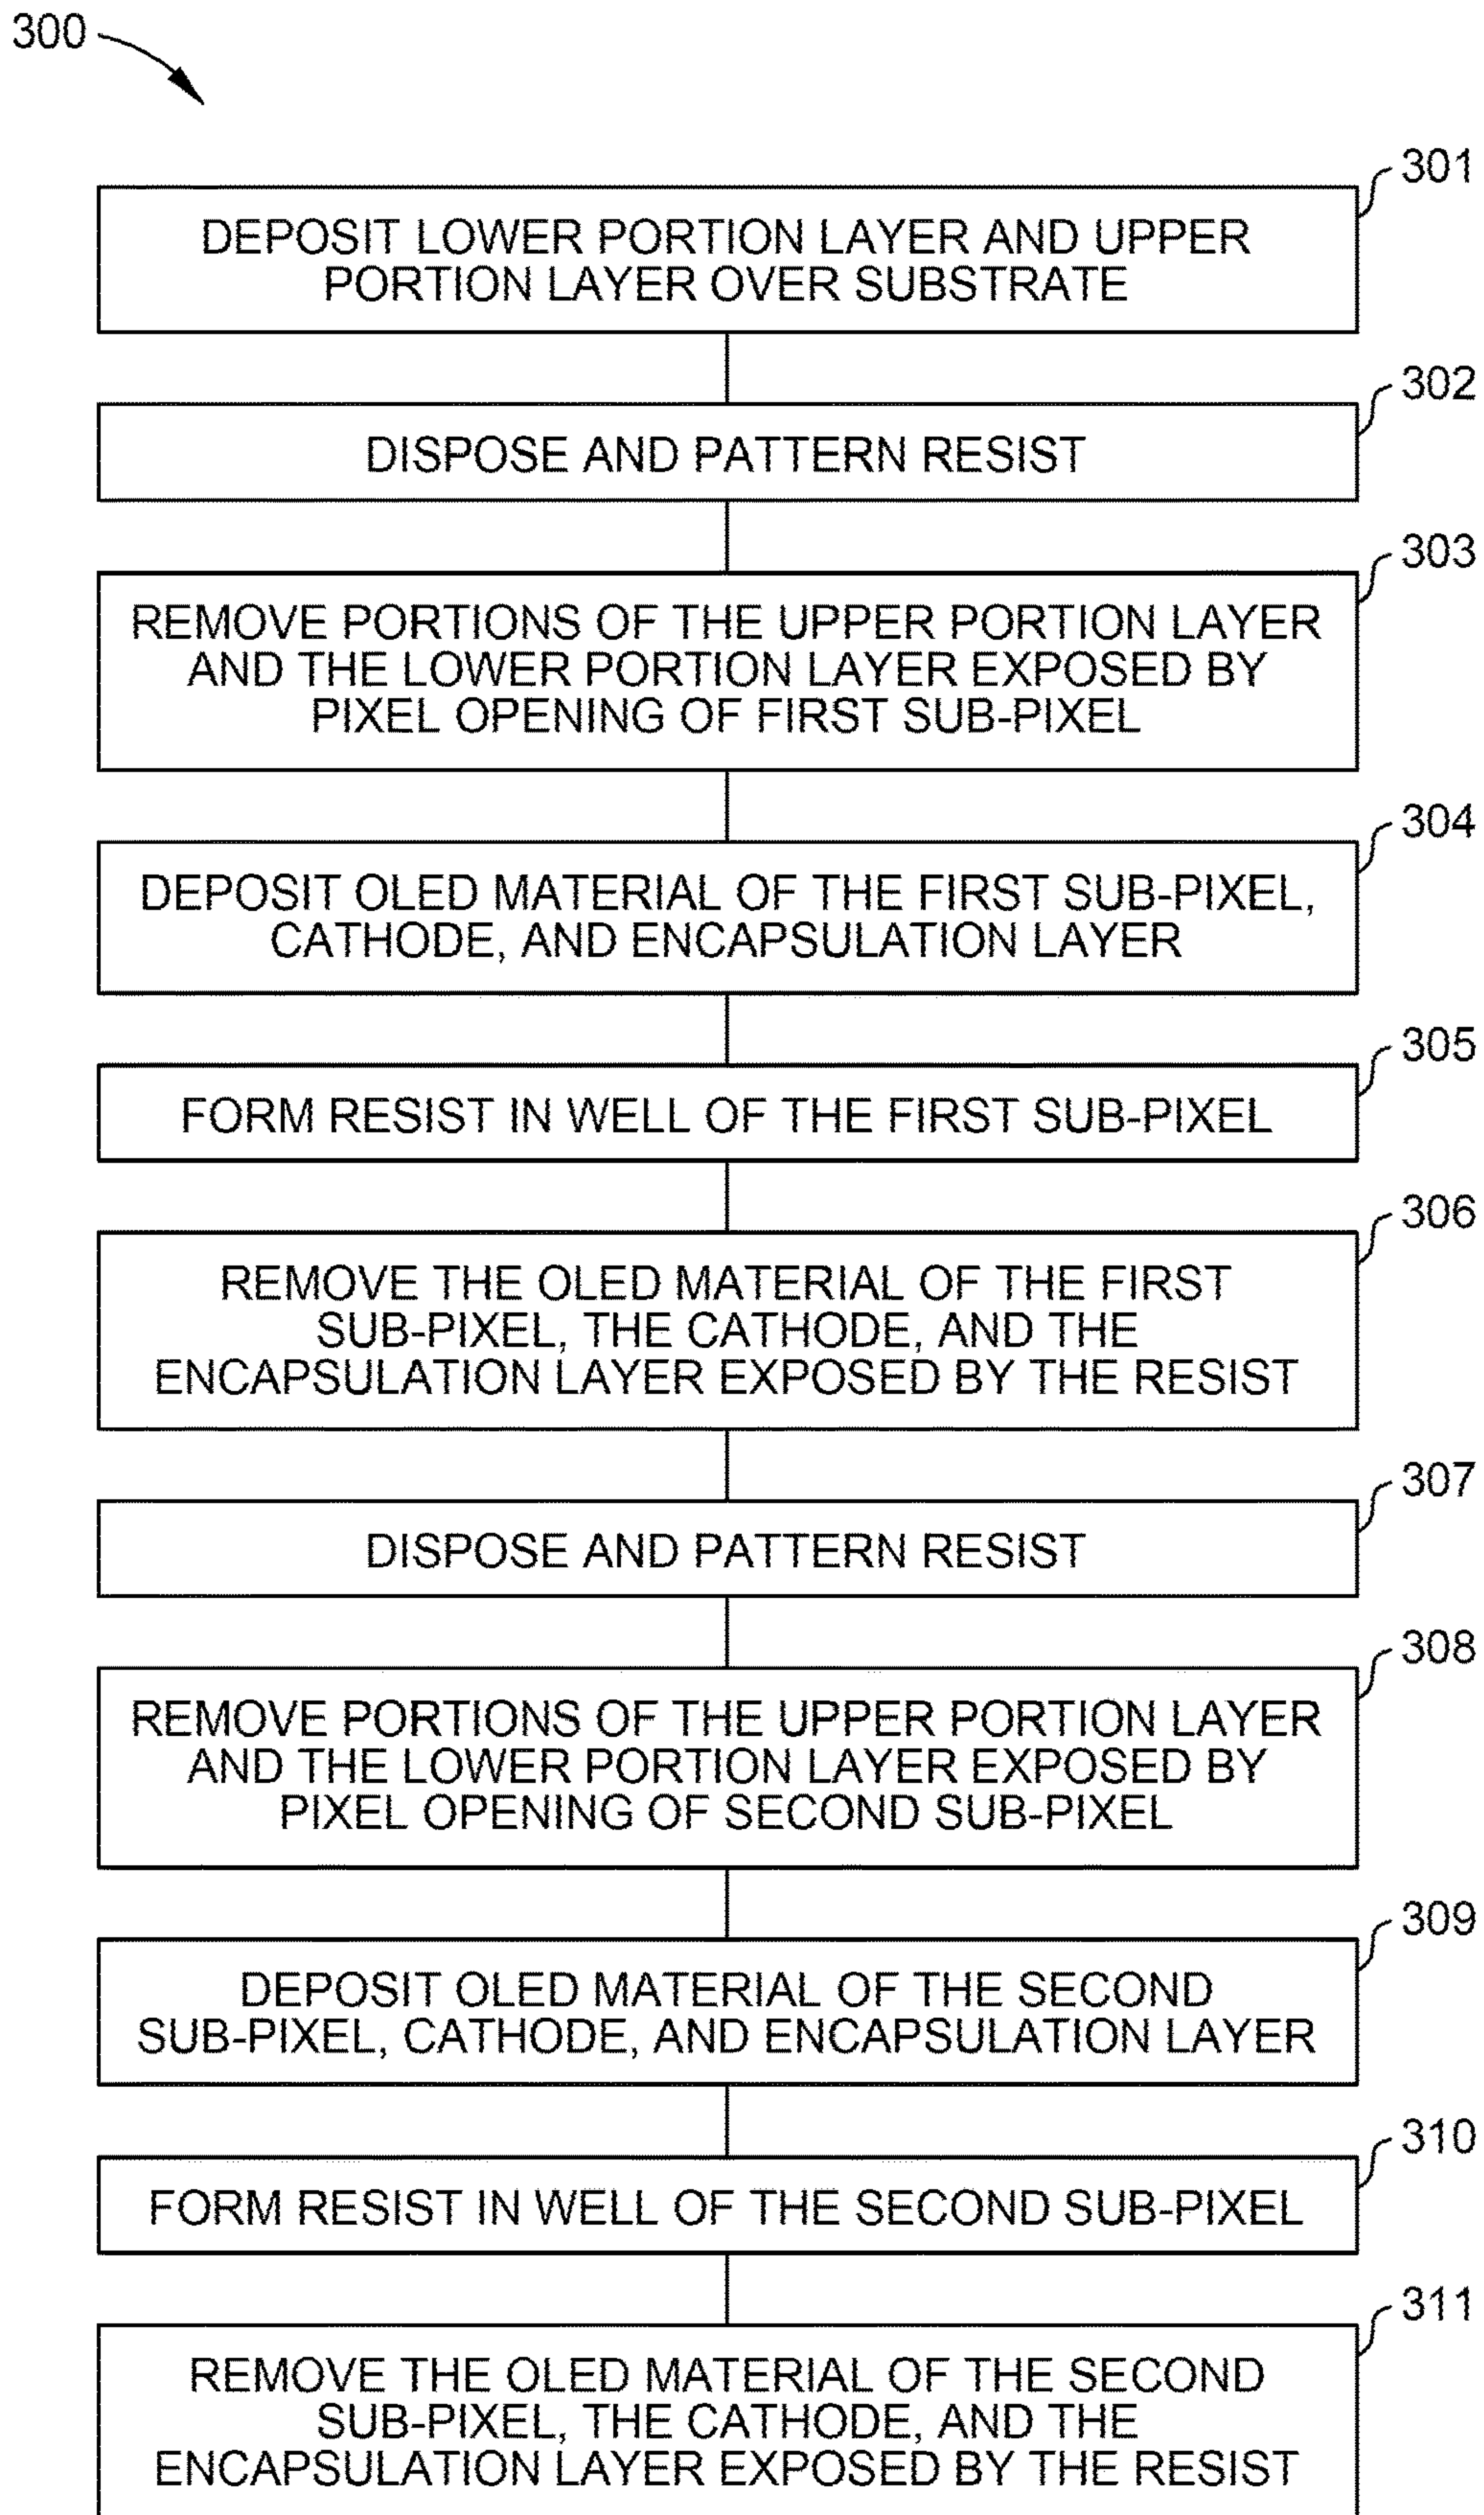 300
301
DEPOSIT LOWER PORTION LAYER AND UPPER
PORTION LAYER OVER SUBSTRATE
302
DISPOSE AND PATTERN RESIST
303
REMOVE PORTIONS OF THE UPPER PORTION LAYER
AND THE LOWER PORTION LAYER EXPOSED BY
PIXEL OPENING OF FIRST SUB-PIXEL
304
DEPOSIT OLED MATERIAL OF THE FIRST SUB-PIXEL,
CATHODE, AND ENCAPSULATION LAYER
305
FORM RESIST IN WELL OF THE FIRST SUB-PIXEL
306
REMOVE THE OLED MATERIAL OF THE FIRST
SUB-PIXEL, THE CATHODE, AND THE
ENCAPSULATION LAYER EXPOSED BY THE RESIST
307
DISPOSE AND PATTERN RESIST
308
REMOVE PORTIONS OF THE UPPER PORTION LAYER
AND THE LOWER PORTION LAYER EXPOSED BY
PIXEL OPENING OF SECOND SUB-PIXEL
309
DEPOSIT OLED MATERIAL OF THE SECOND
SUB-PIXEL, CATHODE, AND ENCAPSULATION LAYER
310
FORM RESIST IN WELL OF THE SECOND SUB-PIXEL
311
REMOVE THE OLED MATERIAL OF THE SECOND
SUB-PIXEL, THE CATHODE, AND THE
ENCAPSULATION LAYER EXPOSED BY THE RESIST